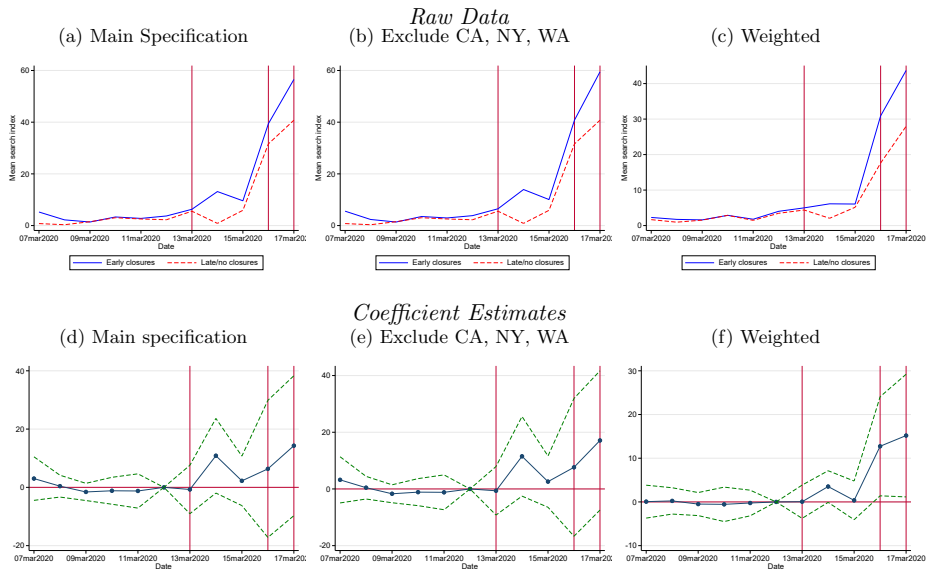 Raw Data
(a) Main Specification
(b) Exclude CA, NY, WA
(c) Weighted
60
40
20
0
Mean search index
07mar2020 09mar2020 11mar2020 13mar2020 15mar2020 17mar2020
Date
Early closures Late/no closures
60
40
20
0
Mean search index
07mar2020 09mar2020 11mar2020 13mar2020 15mar2020 17mar2020
Date
Early closures Late/no closures
40
30
20
10
0
Mean search index
07mar2020 09mar2020 11mar2020 13mar2020 15mar2020 17mar2020
Date
Early closures Late/no closures
Coefficient Estimates
(d) Main specification
(e) Exclude CA, NY, WA
(f) Weighted
40
20
0
-20
07mar2020 09mar2020 11mar2020 13mar2020 15mar2020 17mar2020
Date
40
20
0
-20
07mar2020 09mar2020 11mar2020 13mar2020 15mar2020 17mar2020
Date
30
20
10
0
-10
07mar2020 09mar2020 11mar2020 13mar2020 15mar2020 17mar2020
Date